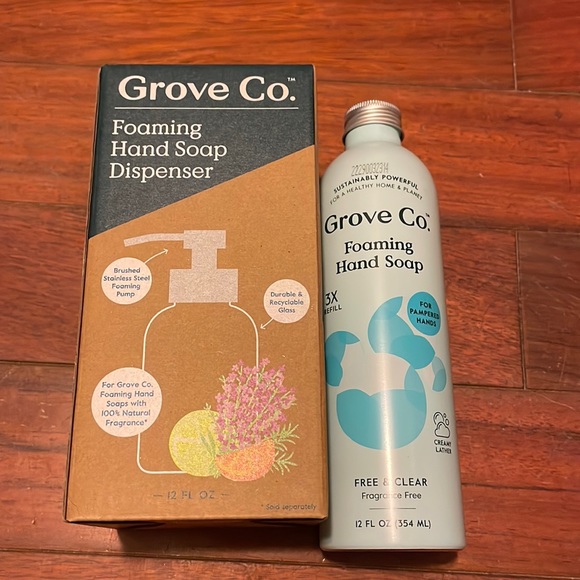 Grove Co.™
Foaming
Hand Soap
Dispenser
Brushed
Stainless Steel
Foaming
Pump
Durable &
Recyclable
Glass
For Grove Co.
Foaming Hand
Soaps with
100% Natural
Fragrance*
— 12 FL OZ —
* Sold separately
SUSTAINABLY POWERFUL
FOR A HEALTHY HOME & PLANET
Grove Co.™
Foaming
Hand Soap
3X
REFILL
FOR
PAMPERED
HANDS
CREAMY
LATHER
FREE & CLEAR
Fragrance Free
12 FL OZ (354 ML)